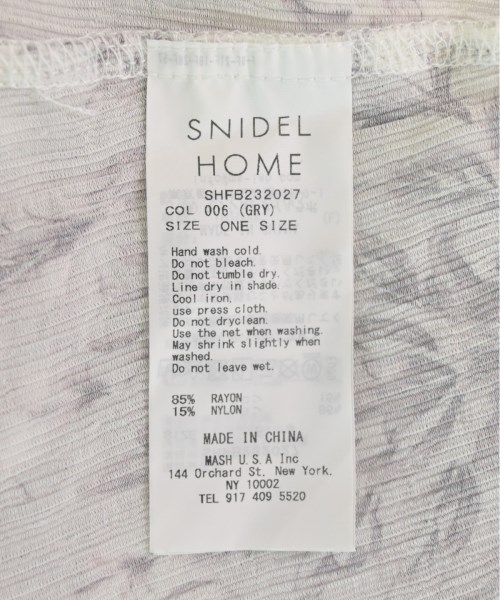 SNIDEL
HOME
SHFB232027
COL 006 (GRY)
SIZE ONE SIZE
Hand wash cold.
Do not bleach.
Do not tumble dry.
Line dry in shade.
Cool iron.
use press cloth.
Do not dryclean.
Use the net when washing.
May shrink slightly when
washed.
Do not leave wet.
85% RAYON
15% NYLON
MADE IN CHINA
MASH U.S.A Inc
144 Orchard St. New York.
NY 10002
TEL 917 409 5520